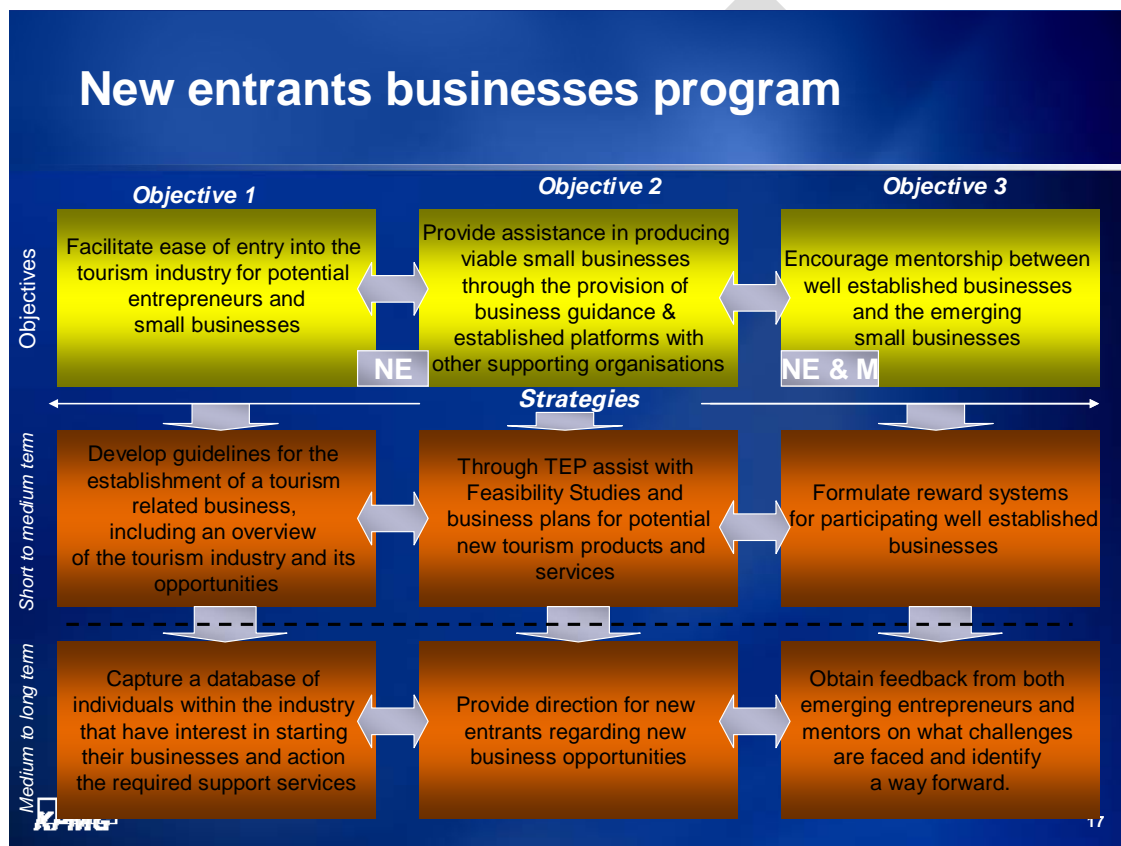 New entrants businesses program
Objective 1
Objective 2
Objective 3
Objectives
Facilitate ease of entry into the
tourism industry for potential
entrepreneurs and
small businesses
Provide assistance in producing
viable small businesses
through the provision of
business guidance &
established platforms with
other supporting organisations
Encourage mentorship between
well established businesses
and the emerging
small businesses
NE
NE & M
Strategies
Short to medium term
Develop guidelines for the
establishment of a tourism
related business,
including an overview
of the tourism industry and its
opportunities
Through TEP assist with
Feasibility Studies and
business plans for potential
new tourism products and
services
Formulate reward systems
for participating well established
businesses
Medium to long term
Capture a database of
individuals within the industry
that have interest in starting
their businesses and action
the required support services
Provide direction for new
entrants regarding new
business opportunities
Obtain feedback from both
emerging entrepreneurs and
mentors on what challenges
are faced and identify
a way forward.
KPMG
17